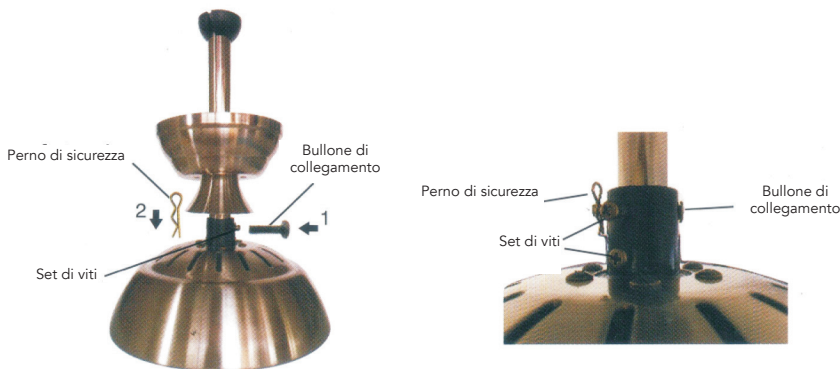 Perno di sicurezza
Bullone di
collegamento
2
1
Set di viti
Perno di sicurezza
Set di viti
Bullone di
collegamento